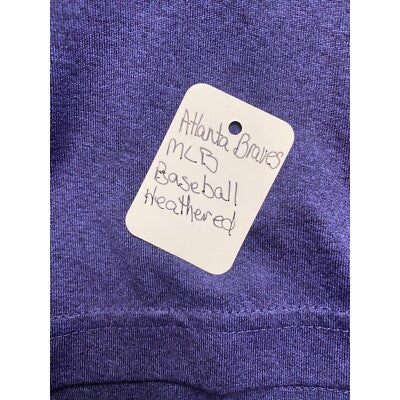 Atlanta Braves
MLB
Baseball
Heathered